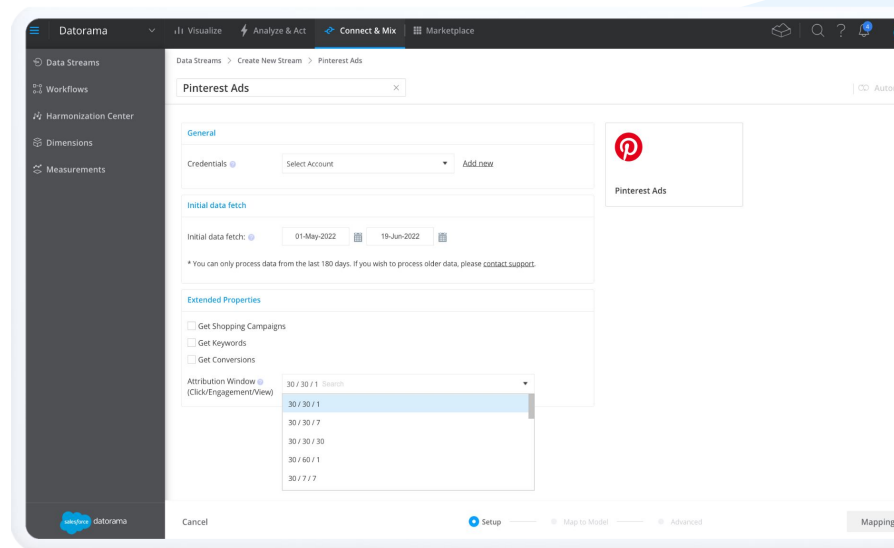 Datorama
Visualize
Analyze & Act
Connect & Mix
Marketplace
Data Streams
Workflows
Harmonization Center
Dimensions
Measurements
Data Streams > Create New Stream > Pinterest Ads
Pinterest Ads
General
Credentials
Select Account
Add new
Pinterest Ads
Initial data fetch
Initial data fetch:
01-May-2022
19-Jun-2022
* You can only process data from the last 180 days. If you wish to process older data, please contact support.
Extended Properties
Get Shopping Campaigns
Get Keywords
Get Conversions
Attribution Window
(Click/Engagement/View)
30 / 30 / 1 Search
30 / 30 / 1
30 / 30 / 7
30 / 30 / 30
30 / 60 / 1
30 / 7 / 7
salesforce datorama
Cancel
Setup
Map to Model
Advanced
Mapping